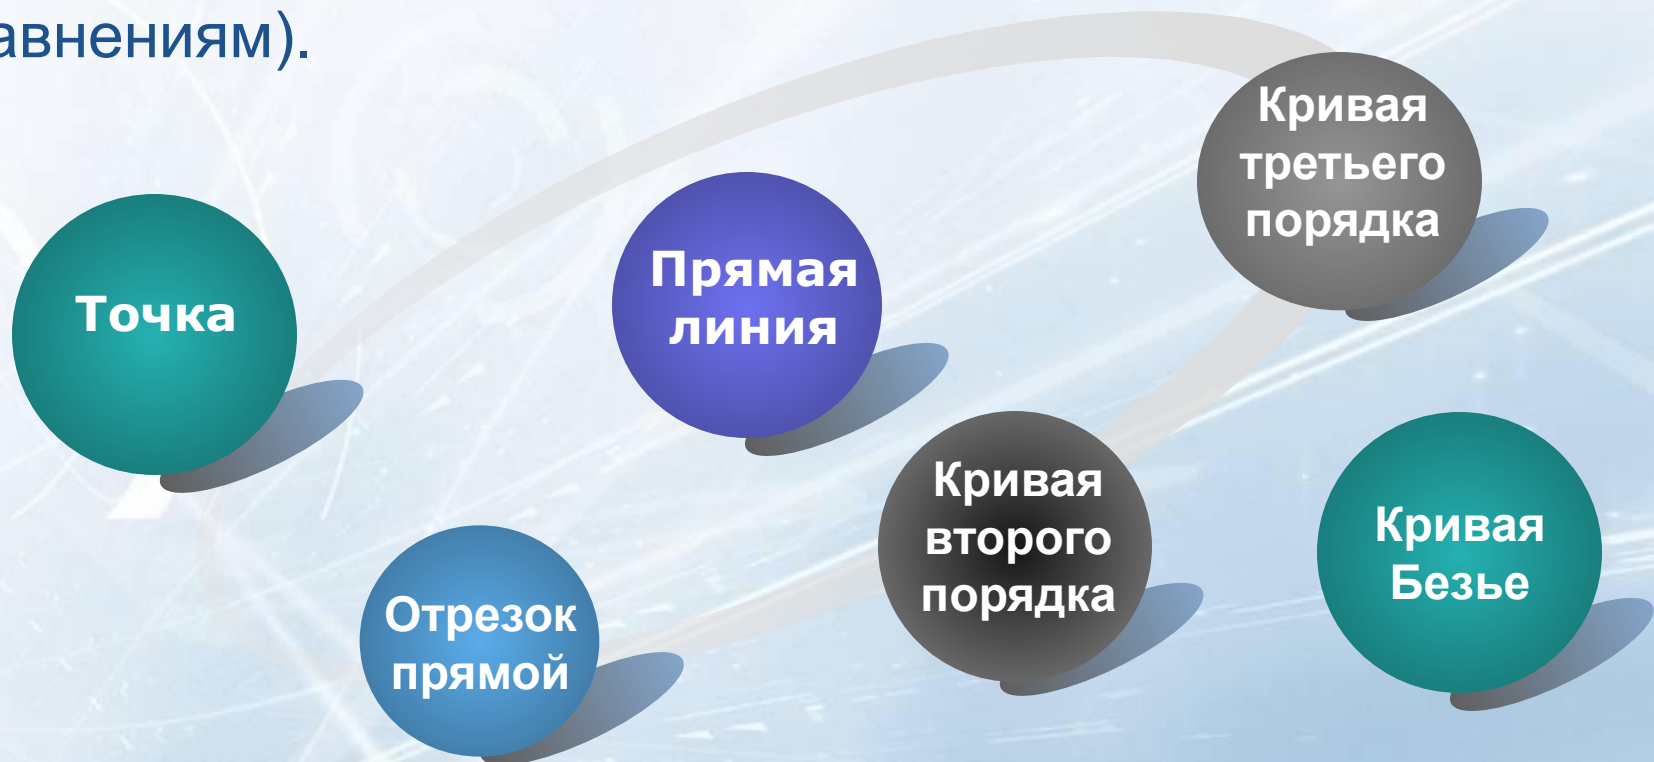 авнениям).
Точка
Прямая
линия
Кривая
третьего
порядка
Отрезок
прямой
Кривая
второго
порядка
Кривая
Безье